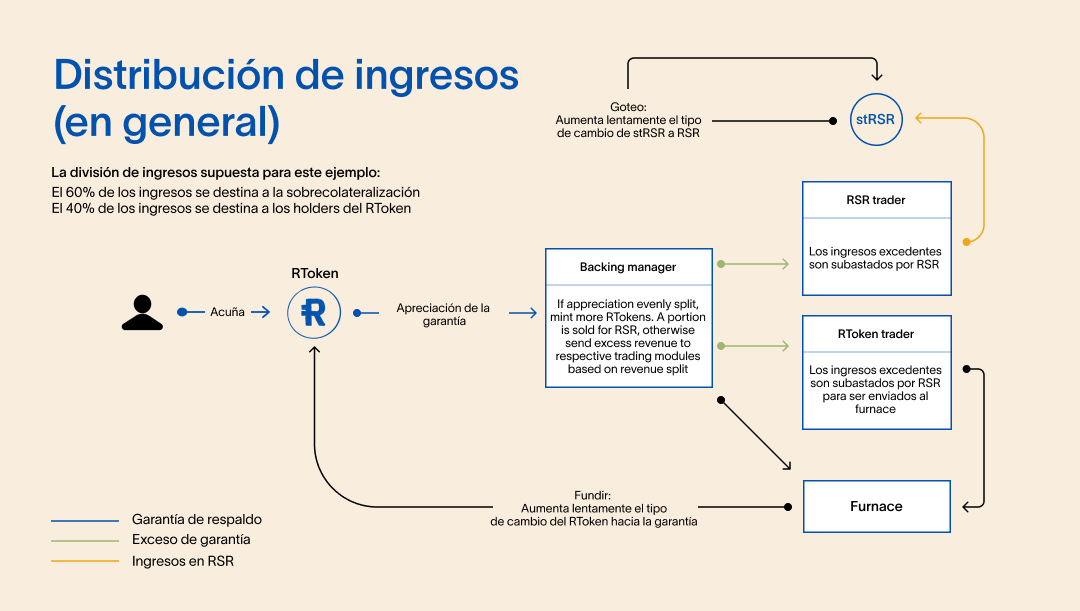 Distribución de ingresos
(en general)
La división de ingresos supuesta para este ejemplo:
El 60% de los ingresos se destina a la sobrecolateralización
El 40% de los ingresos se destina a los holders del RToken
Goteo:
Aumenta lentamente el tipo
de cambio de stRSR a RSR
stRSR
RSR trader
Los ingresos excedentes
son subastados por RSR
RToken
Acuña
Apreciación de la
garantía
Backing manager
If appreciation evenly split,
mint more RTokens. A portion
is sold for RSR, otherwise
send excess revenue to
respective trading modules
based on revenue split
RToken trader
Los ingresos excedentes
son subastados por RSR
para ser enviados al
furnace
Fundir:
Aumenta lentamente el tipo
de cambio del RToken hacia la garantía
Furnace
Garantía de respaldo
Exceso de garantía
Ingresos en RSR